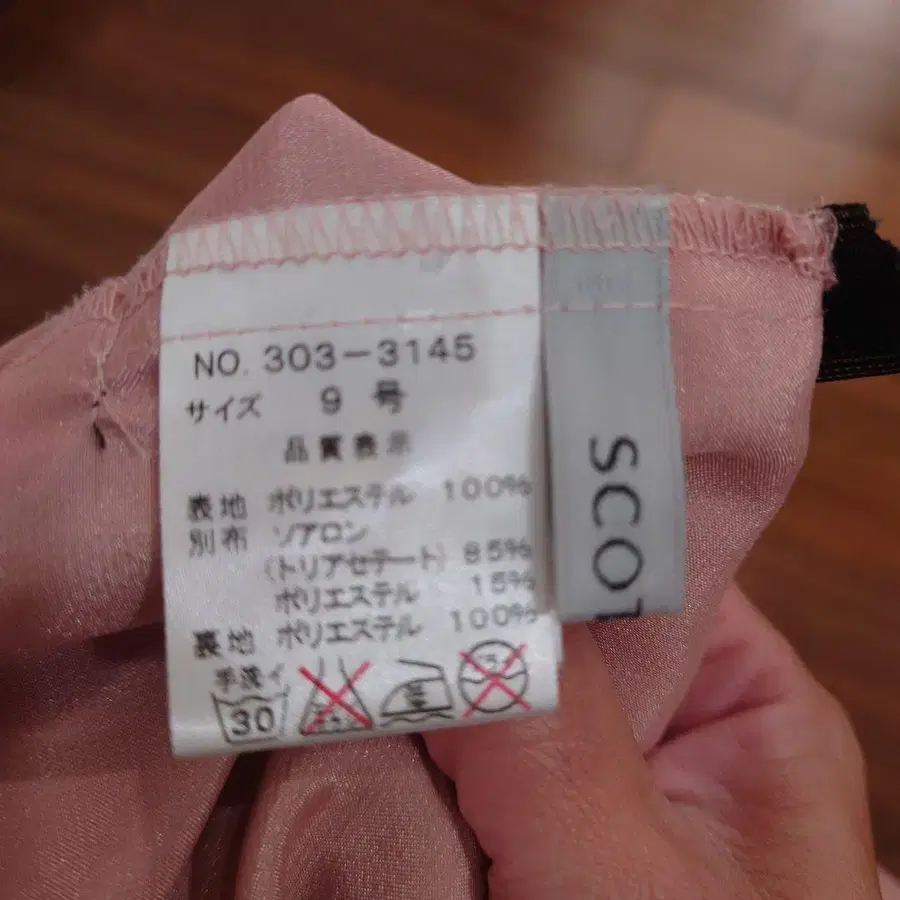 NO. 303-3145
サイズ 9 号
品質表示
表地 ポリエステル 100%
別布 ソアロン
(トリアセテート) 85%
ポリエステル 15%
裏地 ポリエステル 100%
手洗イ
30
SCOT